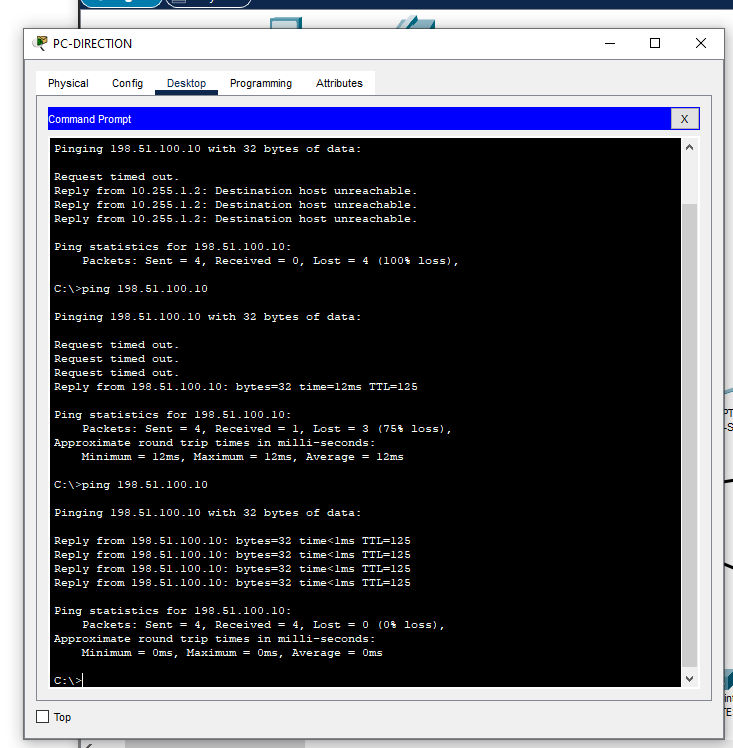 PC-DIRECTION
Physical Config Desktop Programming Attributes
Command Prompt X
Pinging 198.51.100.10 with 32 bytes of data:
Request timed out.
Reply from 10.255.1.2: Destination host unreachable.
Reply from 10.255.1.2: Destination host unreachable.
Reply from 10.255.1.2: Destination host unreachable.
Ping statistics for 198.51.100.10:
Packets: Sent = 4, Received = 0, Lost = 4 (100% loss),
C:\>ping 198.51.100.10
Pinging 198.51.100.10 with 32 bytes of data:
Request timed out.
Request timed out.
Request timed out.
Reply from 198.51.100.10: bytes=32 time=12ms TTL=125
Ping statistics for 198.51.100.10:
Packets: Sent = 4, Received = 1, Lost = 3 (75% loss),
Approximate round trip times in milli-seconds:
Minimum = 12ms, Maximum = 12ms, Average = 12ms
C:\>ping 198.51.100.10
Pinging 198.51.100.10 with 32 bytes of data:
Reply from 198.51.100.10: bytes=32 time<1ms TTL=125
Reply from 198.51.100.10: bytes=32 time<1ms TTL=125
Reply from 198.51.100.10: bytes=32 time<1ms TTL=125
Reply from 198.51.100.10: bytes=32 time<1ms TTL=125
Ping statistics for 198.51.100.10:
Packets: Sent = 4, Received = 4, Lost = 0 (0% loss),
Approximate round trip times in milli-seconds:
Minimum = 0ms, Maximum = 0ms, Average = 0ms
C:\>
Top